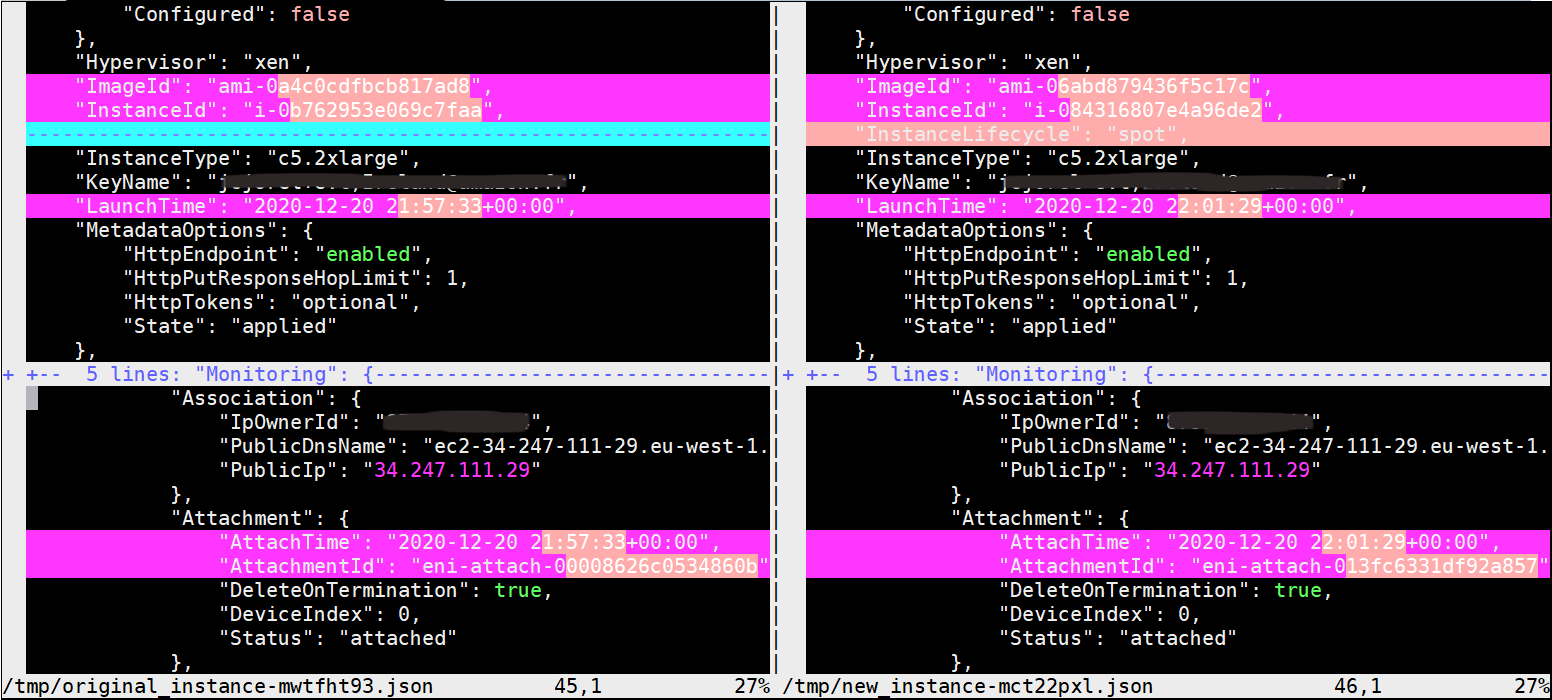 "Configured": false
},
"Hypervisor": "xen",
"ImageId": "ami-0a4c0cdfbcb817ad8",
"InstanceId": "i-0b762953e069c7faa",
-----------------------------------------------------------
"InstanceType": "c5.2xlarge",
"KeyName": "
"LaunchTime": "2020-12-20 21:57:33+00:00",
"MetadataOptions": {
"HttpEndpoint": "enabled",
"HttpPutResponseHopLimit": 1,
"HttpTokens": "optional",
"State": "applied"
},
+ +-- 5 lines: "Monitoring": {---------------------------------
"Association": {
"IpOwnerId": "
"PublicDnsName": "ec2-34-247-111-29.eu-west-1.
"PublicIp": "34.247.111.29"
},
"Attachment": {
"AttachTime": "2020-12-20 21:57:33+00:00",
"AttachmentId": "eni-attach-00008626c0534860b"
"DeleteOnTermination": true,
"DeviceIndex": 0,
"Status": "attached"
},
/tmp/original_instance-mwtfht93.json 45,1 27%
"Configured": false
},
"Hypervisor": "xen",
"ImageId": "ami-06abd879436f5c17c",
"InstanceId": "i-084316807e4a96de2",
"InstanceLifecycle": "spot",
"InstanceType": "c5.2xlarge",
"KeyName": "
"LaunchTime": "2020-12-20 22:01:29+00:00",
"MetadataOptions": {
"HttpEndpoint": "enabled",
"HttpPutResponseHopLimit": 1,
"HttpTokens": "optional",
"State": "applied"
},
+ +-- 5 lines: "Monitoring": {---------------------------------
"Association": {
"IpOwnerId": "
"PublicDnsName": "ec2-34-247-111-29.eu-west-1.
"PublicIp": "34.247.111.29"
},
"Attachment": {
"AttachTime": "2020-12-20 22:01:29+00:00",
"AttachmentId": "eni-attach-013fc6331df92a857"
"DeleteOnTermination": true,
"DeviceIndex": 0,
"Status": "attached"
},
/tmp/new_instance-mct22pxl.json 46,1 27%